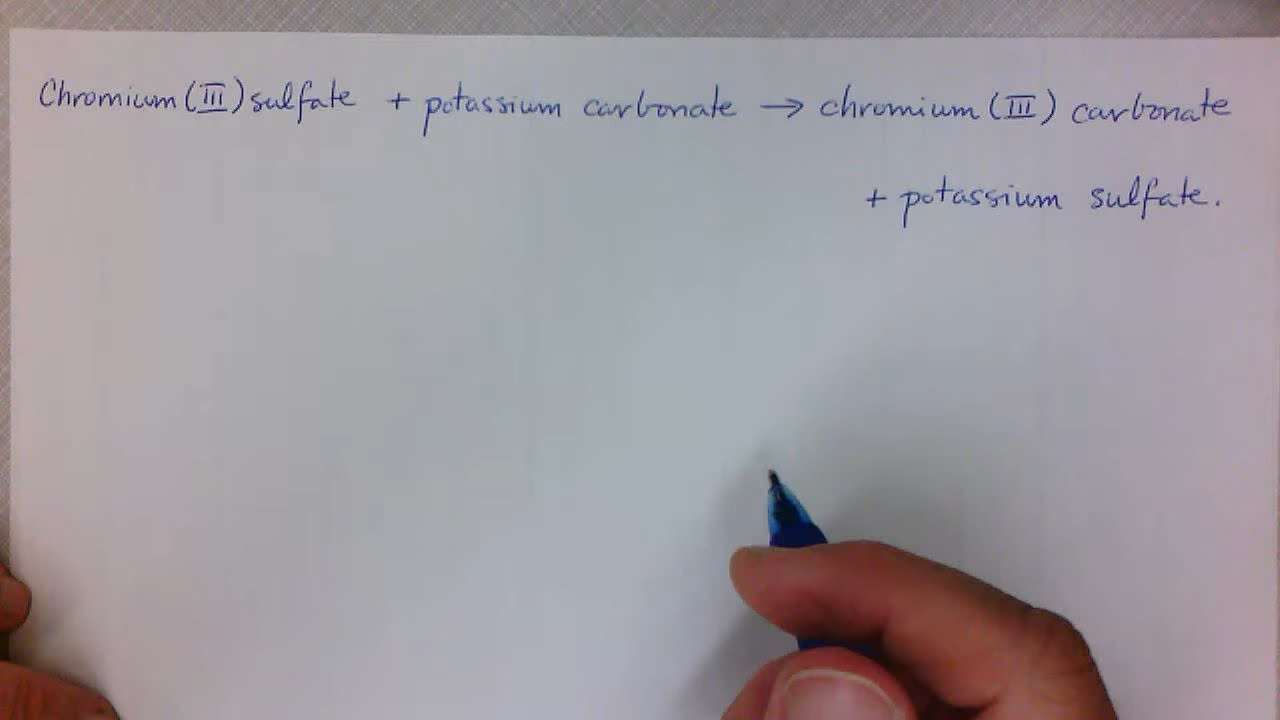 Chromium (III) sulfate + potassium carbonate → chromium (III) carbonate
+ potassium sulfate.